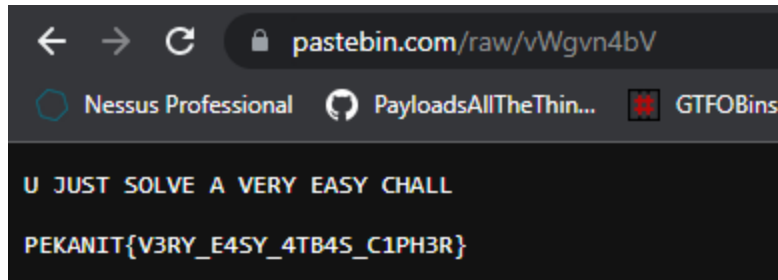 pastebin.com/raw/vWgvn4bV
Nessus Professional PayloadsAllTheThin... GTFOBins
U JUST SOLVE A VERY EASY CHALL
PEKANIT{V3RY_E4SY_4TB4S_C1PH3R}